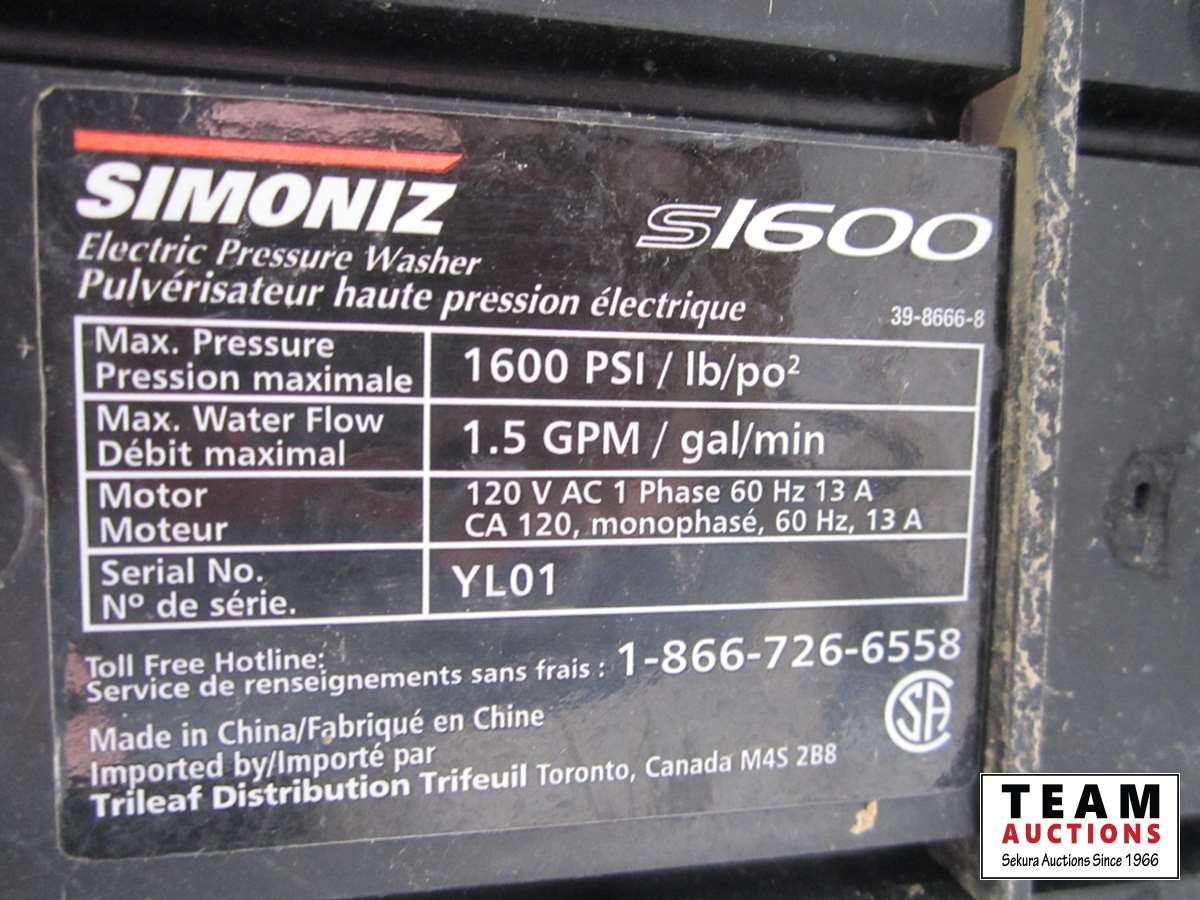 SIMONIZ
S1600
Electric Pressure Washer
Pulvérisateur haute pression électrique
39-8666-8
Max. Pressure
Pression maximale
1600 PSI / lb/po²
Max. Water Flow
Débit maximal
1.5 GPM / gal/min
Motor
Moteur
120 V AC 1 Phase 60 Hz 13 A
CA 120, monophasé, 60 Hz, 13 A
Serial No.
Nº de série.
YL01
Toll Free Hotline:
Service de renseignements sans frais : 1-866-726-6558
Made in China/Fabriqué en Chine
Imported by/Importé par
Trileaf Distribution Trifeuil Toronto, Canada M4S 2B8
SA
TEAM
AUCTIONS
Sekura Auctions Since 1966